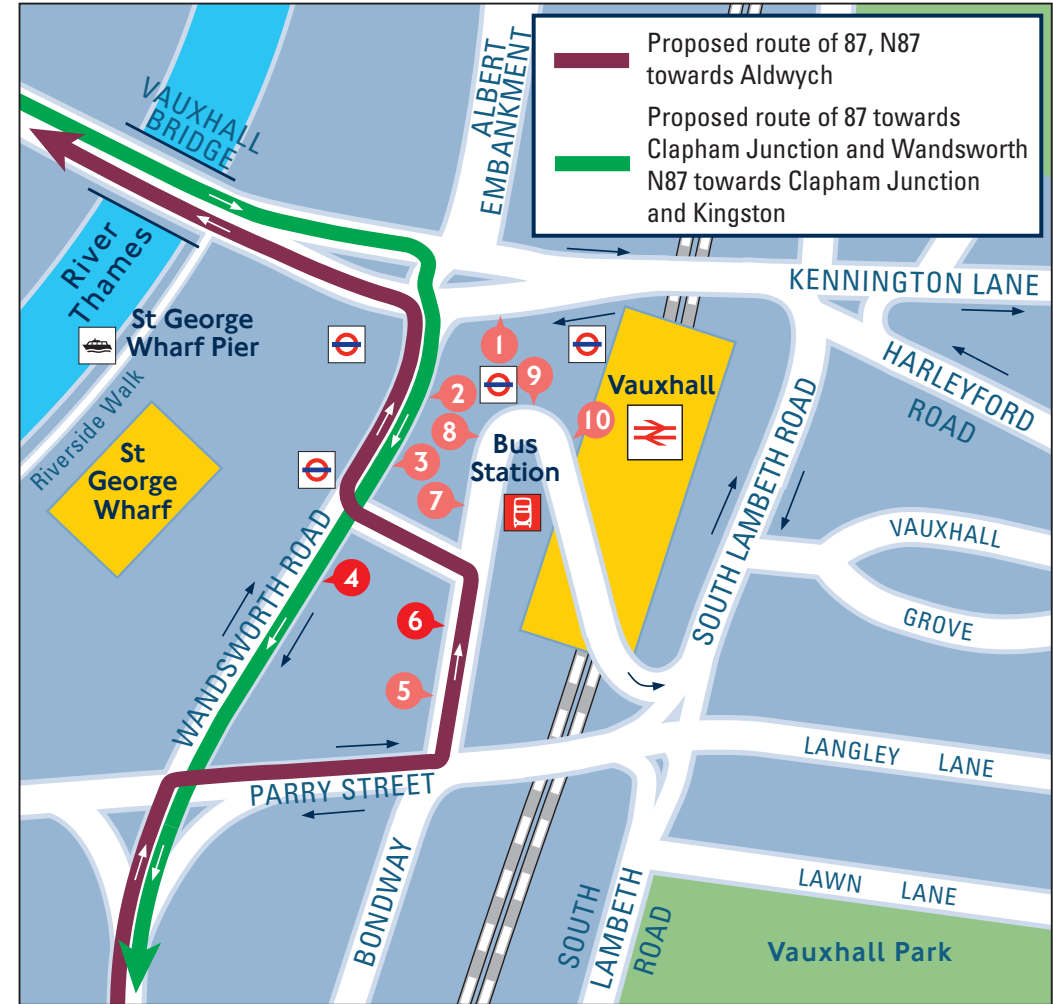 Proposed route of 87, N87
towards Aldwych
Proposed route of 87 towards
Clapham Junction and Wandsworth
N87 towards Clapham Junction
and Kingston
ALBERT
EMBANKMENT
VAUXHALL
BRIDGE
River
Thames
KENNINGTON LANE
St George
Wharf Pier
HARLEYFORD
ROAD
Riverside Walk
St
George
Wharf
1
2
9
Vauxhall
8
10
Bus
Station
3
7
SOUTH LAMBETH ROAD
VAUXHALL
GROVE
WANDSWORTH ROAD
4
6
5
PARRY STREET
LANGLEY LANE
BONDWAY
SOUTH
LAMBETH
ROAD
LAWN LANE
Vauxhall Park